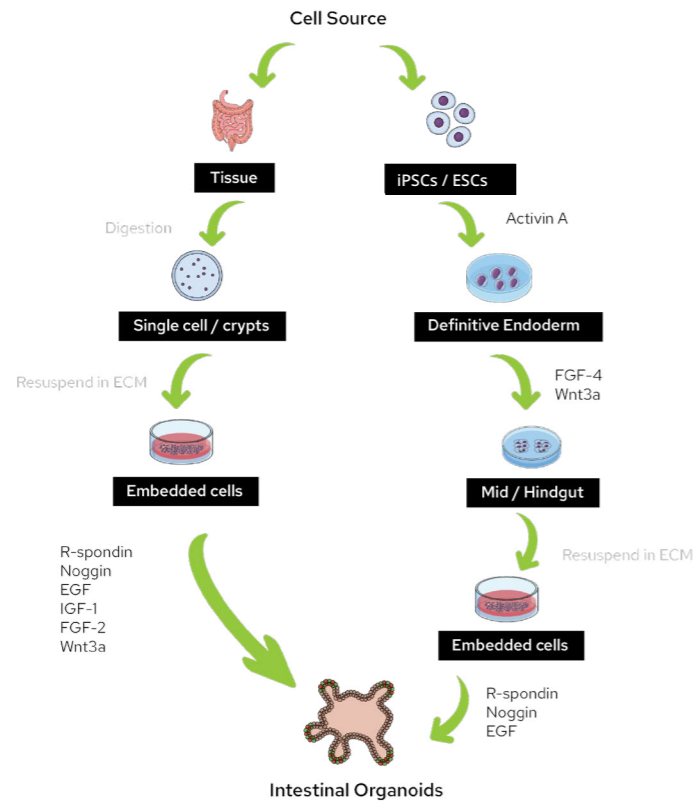 Cell Source
Tissue
iPSCs / ESCs
Digestion
Activin A
Single cell / crypts
Definitive Endoderm
Resuspend in ECM
FGF-4
Wnt3a
Embedded cells
Mid / Hindgut
R-spondin
Noggin
EGF
IGF-1
FGF-2
Wnt3a
Resuspend in ECM
Embedded cells
R-spondin
Noggin
EGF
Intestinal Organoids